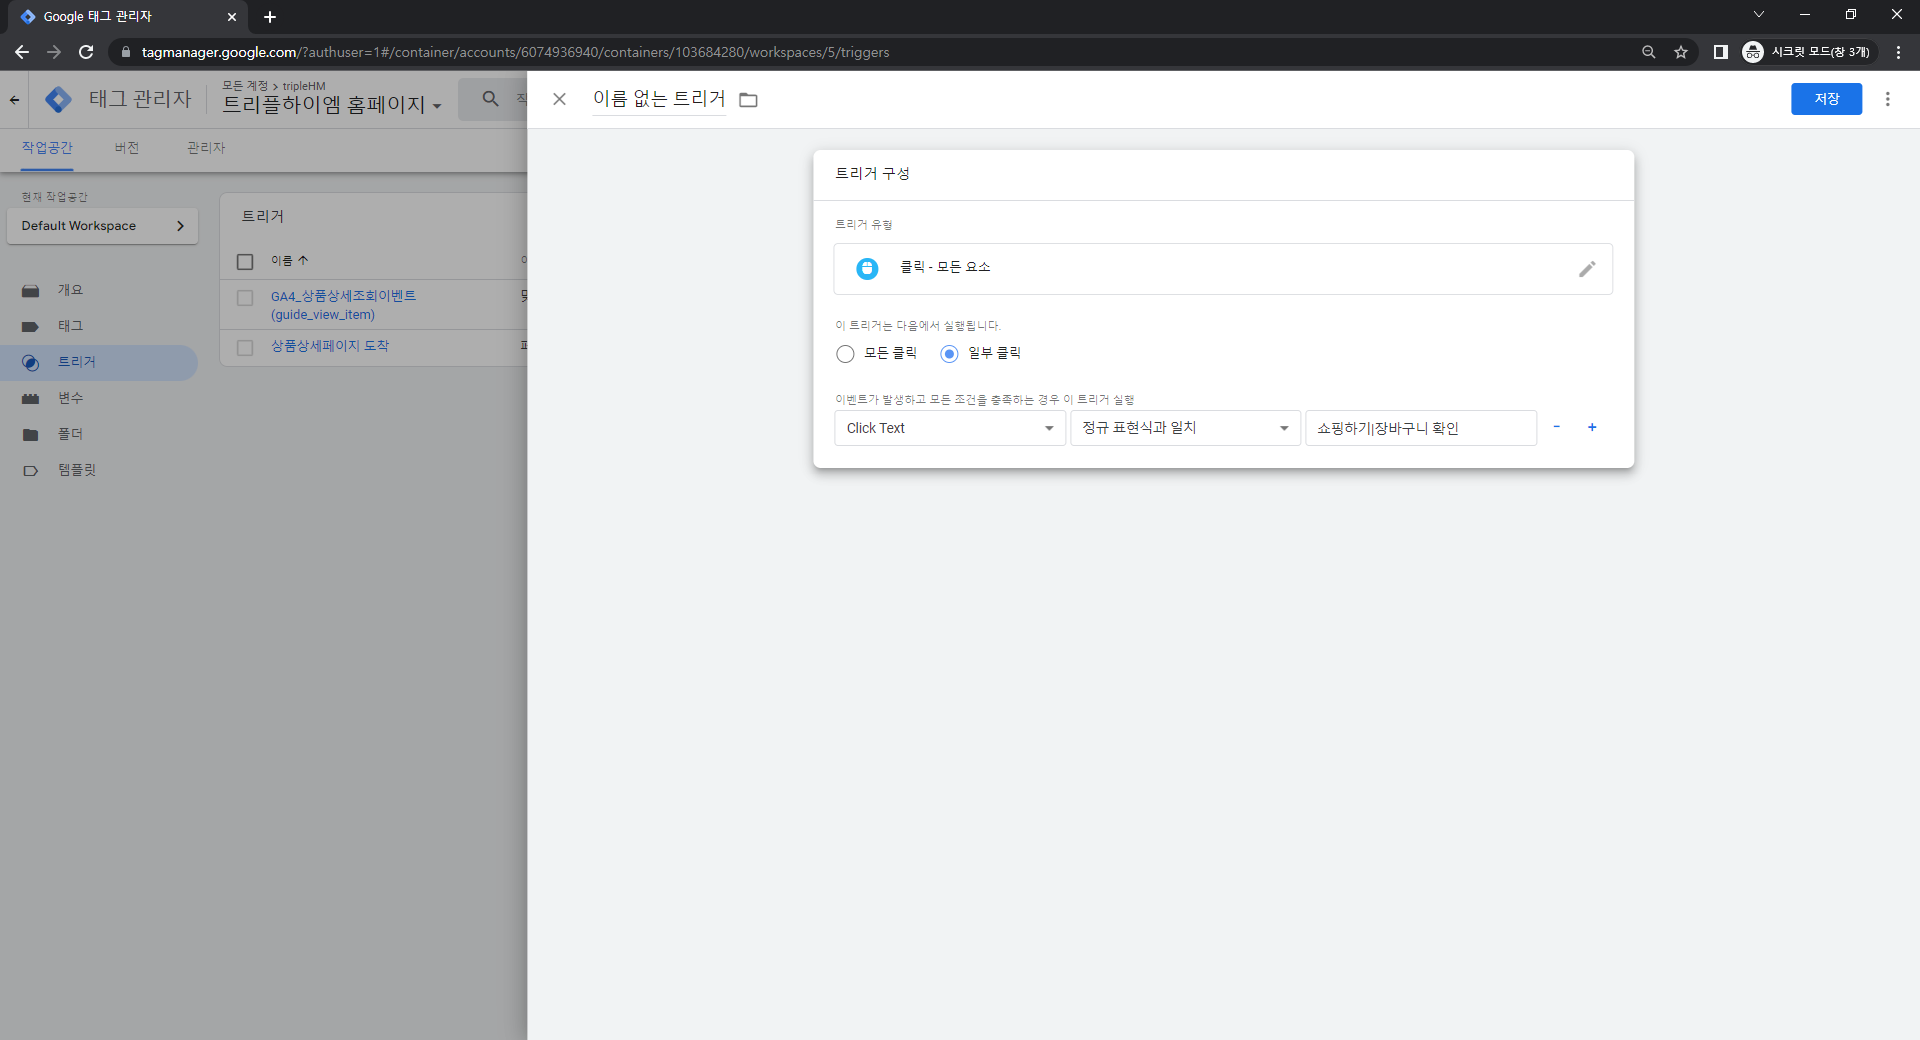 Google 태그 관리자
tagmanager.google.com/?authuser=1#/container/accounts/6074936940/containers/103684280/workspaces/5/triggers
시크릿 모드(창 3개)
태그 관리자
모든 계정 > tripleHM
트리플하이엠 홈페이지
이름 없는 트리거
저장
작업공간
버전
관리자
현재 작업공간
Default Workspace
개요
태그
트리거
변수
폴더
템플릿
트리거
이름
GA4_상품상세조회이벤트
(guide_view_item)
상품상세페이지 도착
트리거 구성
트리거 유형
클릭 - 모든 요소
이 트리거는 다음에서 실행됩니다.
모든 클릭
일부 클릭
이벤트가 발생하고 모든 조건을 충족하는 경우 이 트리거 실행
Click Text
정규 표현식과 일치
쇼핑하기|장바구니 확인
-
+